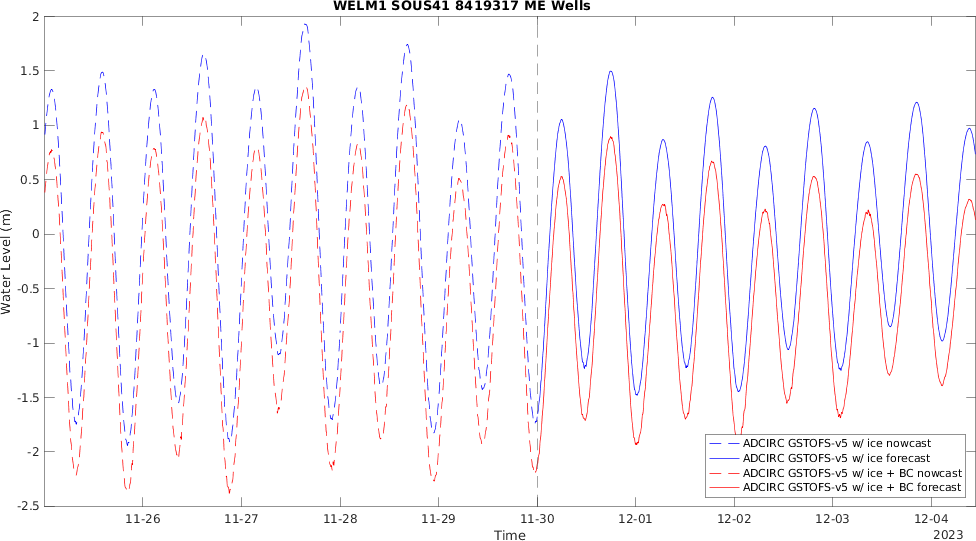 WELM1 SOUS41 8419317 ME Wells
2
1.5
1
0.5
0
-0.5
-1
-1.5
-2
-2.5
Water Level (m)
ADCIRC GSTOFS-v5 w/ ice nowcast
ADCIRC GSTOFS-v5 w/ ice forecast
ADCIRC GSTOFS-v5 w/ ice + BC nowcast
ADCIRC GSTOFS-v5 w/ ice + BC forecast
11-26 11-27 11-28 11-29 11-30 12-01 12-02 12-03 12-04
Time
2023